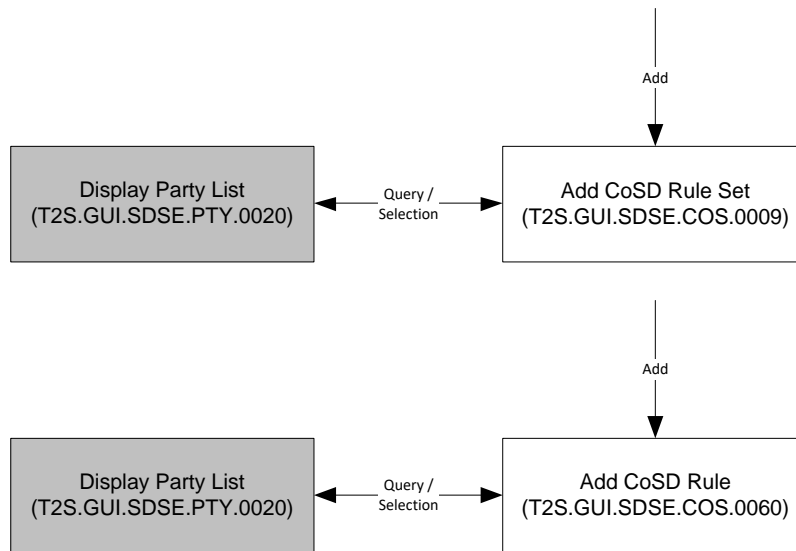 Add
Display Party List
(T2S.GUI.SDSE.PTY.0020)
Query /
Selection
Add CoSD Rule Set
(T2S.GUI.SDSE.COS.0009)
Add
Display Party List
(T2S.GUI.SDSE.PTY.0020)
Query /
Selection
Add CoSD Rule
(T2S.GUI.SDSE.COS.0060)